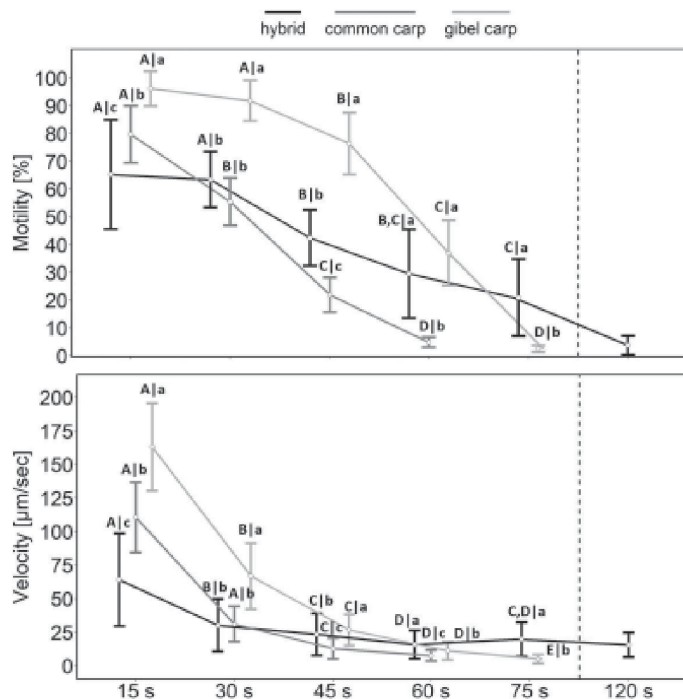 hybrid common carp gibel carp
Motility [%]
100
90
80
70
60
50
40
30
20
10
0
A|c A|b A|a
A|b B|b A|a
B|b C|c B|a
B,C|a D|b C|a
C|a D|b
Velocity [µm/sec]
200
175
150
125
100
75
50
25
0
A|c A|b A|a
B|b A|b B|a
C|b C|c C|a
D|a D|c D|b
C,D|a E|b
15 s 30 s 45 s 60 s 75 s 120 s